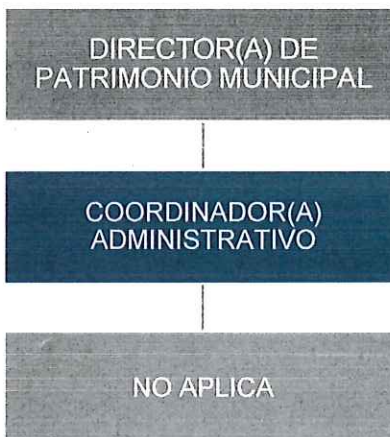 DIRECTOR(A) DE
PATRIMONIO MUNICIPAL
COORDINADOR(A)
ADMINISTRATIVO
NO APLICA